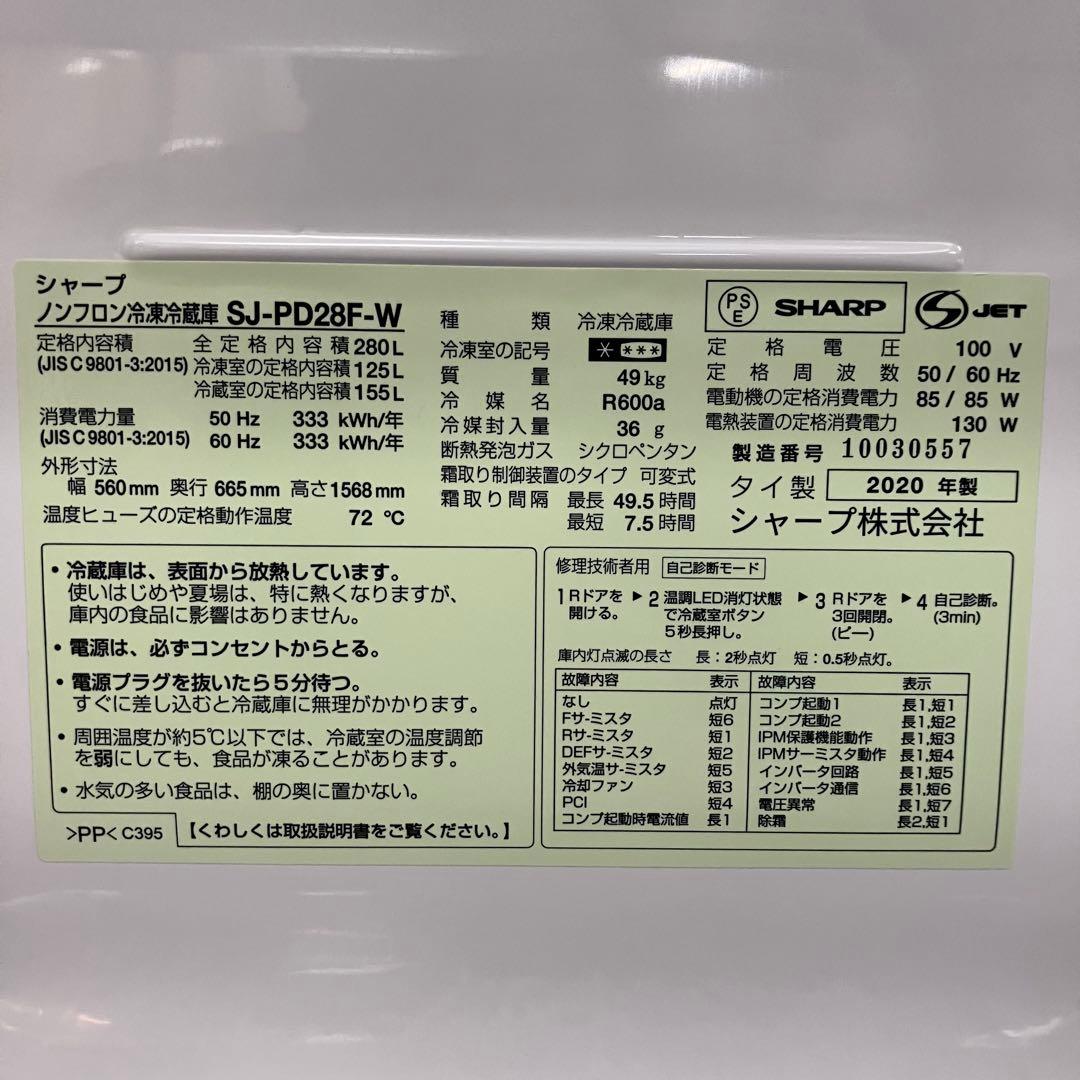 シャープ
ノンフロン冷凍冷蔵庫 SJ-PD28F-W
定格内容積 全定格内容積 280L
(JIS C 9801-3:2015) 冷凍室の定格内容積 125L
冷蔵室の定格内容積 155L
消費電力量 50 Hz 333 kWh/年
(JIS C 9801-3:2015) 60 Hz 333 kWh/年
外形寸法
幅 560mm 奥行 665mm 高さ 1568mm
温度ヒューズの定格動作温度 72 ℃
種類 冷凍冷蔵庫
冷凍室の記号 * ***
質量 49kg
冷媒名 R600a
冷媒封入量 36 g
断熱発泡ガス シクロペンタン
霜取り制御装置のタイプ 可変式
霜取り間隔 最長 49.5 時間
最短 7.5 時間
PSE SHARP JET
定格電圧 100 V
定格周波数 50 / 60 Hz
電動機の定格消費電力 85 / 85 W
電熱装置の定格消費電力 130 W
製造番号 10030557
タイ製 2020 年製
シャープ株式会社
・冷蔵庫は、表面から放熱しています。
使いはじめや夏場は、特に熱くなりますが、
庫内の食品に影響はありません。
・電源は、必ずコンセントからとる。
・電源プラグを抜いたら5分待つ。
すぐに差し込むと冷蔵庫に無理がかかります。
・周囲温度が約5℃以下では、冷蔵室の温度調節
を弱にしても、食品が凍ることがあります。
・水気の多い食品は、棚の奥に置かない。
>PP< C395 【くわしくは取扱説明書をご覧ください。】
修理技術者用 自己診断モード
1 Rドアを開ける。 ▶ 2 温調LED消灯状態で冷蔵室ボタン5秒長押し。 ▶ 3 Rドアを3回開閉。(ピー) ▶ 4 自己診断。(3min)
庫内灯点滅の長さ 長：2秒点灯 短：0.5秒点灯。
故障内容 表示 故障内容 表示
なし 点灯 コンプ起動1 長1,短1
Fサ-ミスタ 短6 コンプ起動2 長1,短2
Rサーミスタ 短1 IPM保護機能動作 長1,短3
DEFサ-ミスタ 短2 IPMサーミスタ動作 長1,短4
外気温サ-ミスタ 短5 インバータ回路 長1,短5
冷却ファン 短3 インバータ通信 長1,短6
PCI 短4 電圧異常 長1,短7
コンプ起動時電流値 長1 除霜 長2,短1